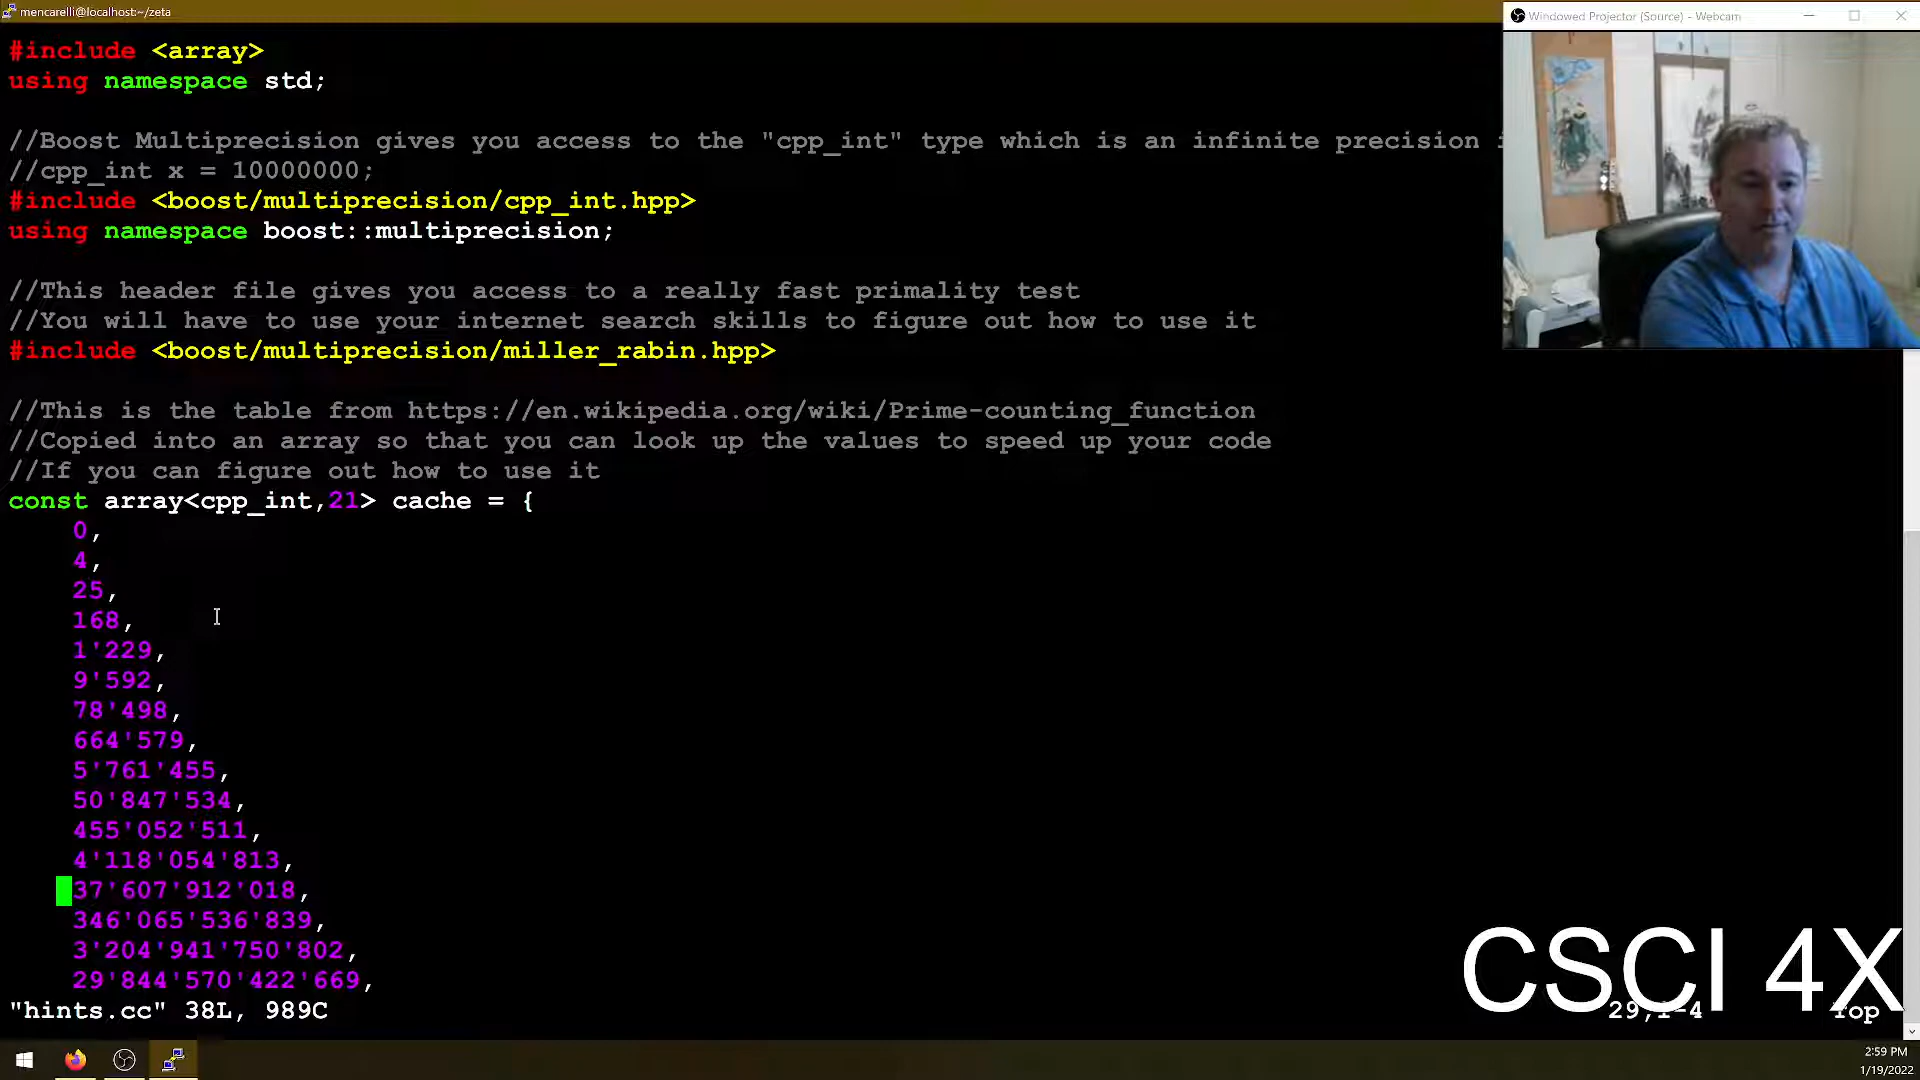 mencarelli@localhost:~/zeta
Windowed Projector (Source) - Webcam
#include <array>
using namespace std;
//Boost Multiprecision gives you access to the "cpp_int" type which is an infinite precision i
//cpp_int x = 10000000;
#include <boost/multiprecision/cpp_int.hpp>
using namespace boost::multiprecision;
//This header file gives you access to a really fast primality test
//You will have to use your internet search skills to figure out how to use it
#include <boost/multiprecision/miller_rabin.hpp>
//This is the table from https://en.wikipedia.org/wiki/Prime-counting_function
//Copied into an array so that you can look up the values to speed up your code
//If you can figure out how to use it
const array<cpp_int,21> cache = {
0,
4,
25,
168,
1'229,
9'592,
78'498,
664'579,
5'761'455,
50'847'534,
455'052'511,
4'118'054'813,
37'607'912'018,
346'065'536'839,
3'204'941'750'802,
29'844'570'422'669,
CSCI 4X
"hints.cc" 38L, 989C
29,1-4
Top
2:59 PM
1/19/2022